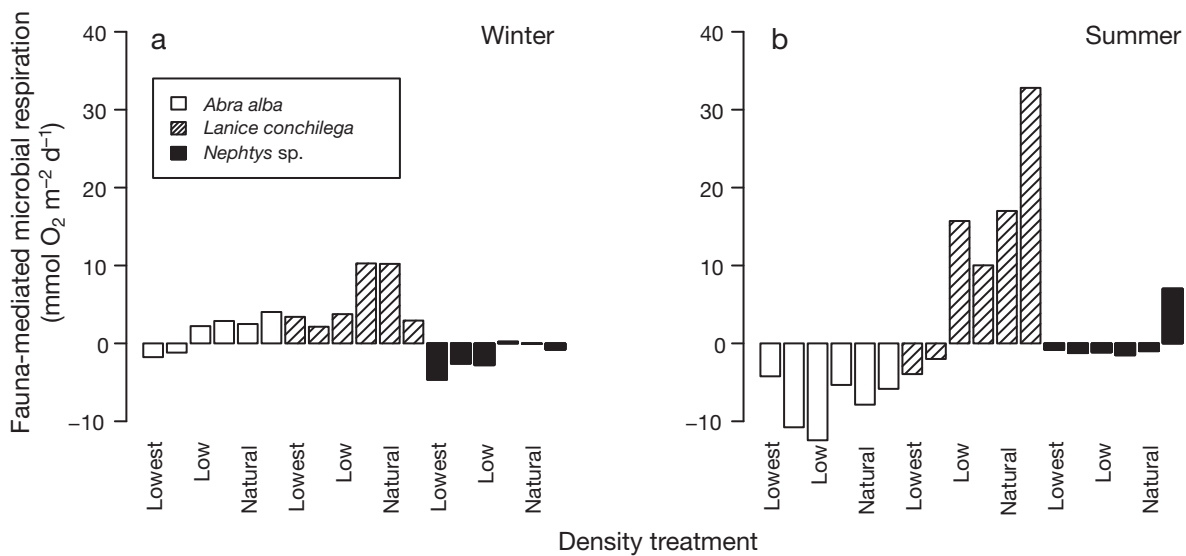 Fauna-mediated microbial respiration
(mmol O₂ m⁻² d⁻¹)
a
Winter
40
30
20
10
0
−10
Abra alba
Lanice conchilega
Nephtys sp.
Lowest
Low
Natural
Lowest
Low
Natural
Lowest
Low
Natural
b
Summer
40
30
20
10
0
−10
Lowest
Low
Natural
Lowest
Low
Natural
Lowest
Low
Natural
Density treatment